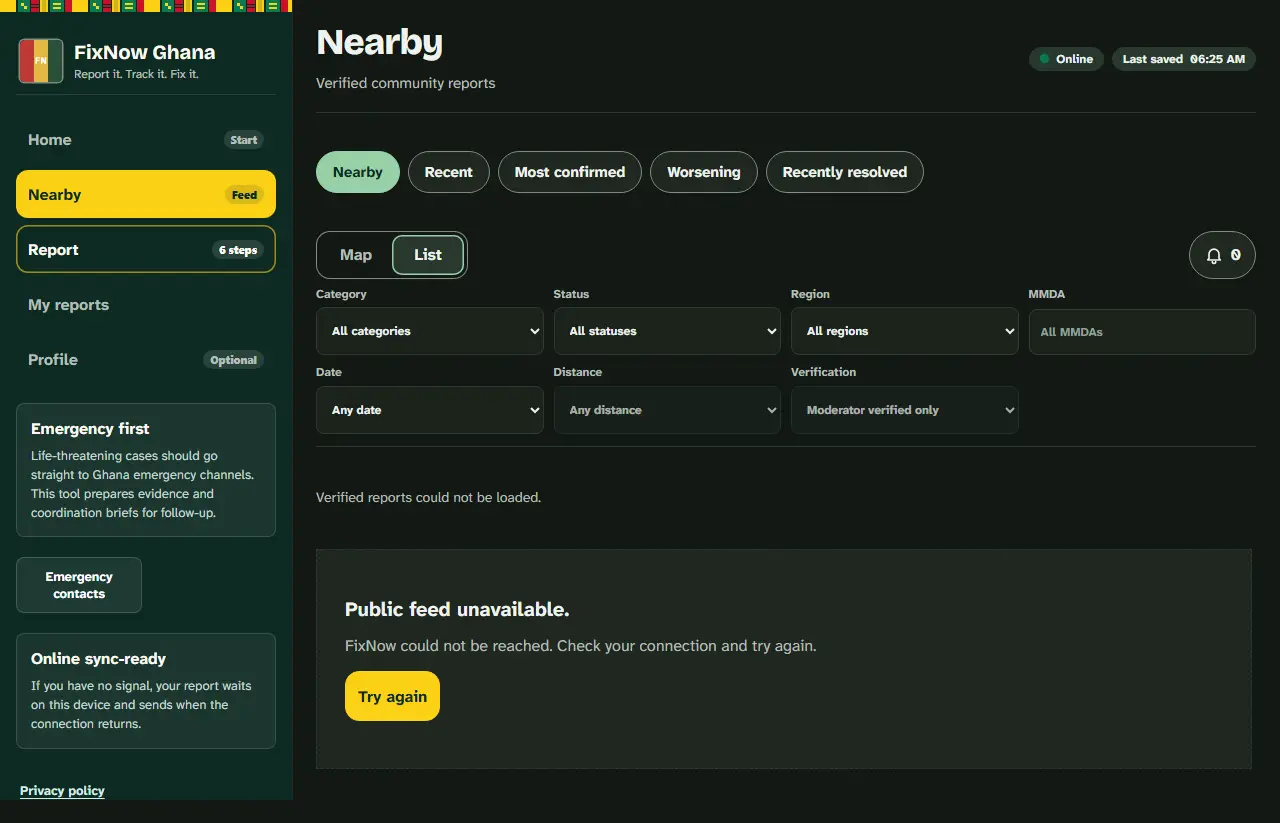 FN
FixNow Ghana
Report it. Track it. Fix it.
Home
Start
Nearby
Feed
Report
6 steps
My reports
Profile
Optional
Emergency first
Life-threatening cases should go
straight to Ghana emergency channels.
This tool prepares evidence and
coordination briefs for follow-up.
Emergency
contacts
Online sync-ready
If you have no signal, your report waits
on this device and sends when the
connection returns.
Privacy policy
Nearby
Verified community reports
Online
Last saved 06:25 AM
Nearby
Recent
Most confirmed
Worsening
Recently resolved
Map
List
0
Category
Status
Region
MMDA
All categories
All statuses
All regions
All MMDAs
Date
Distance
Verification
Any date
Any distance
Moderator verified only
Verified reports could not be loaded.
Public feed unavailable.
FixNow could not be reached. Check your connection and try again.
Try again